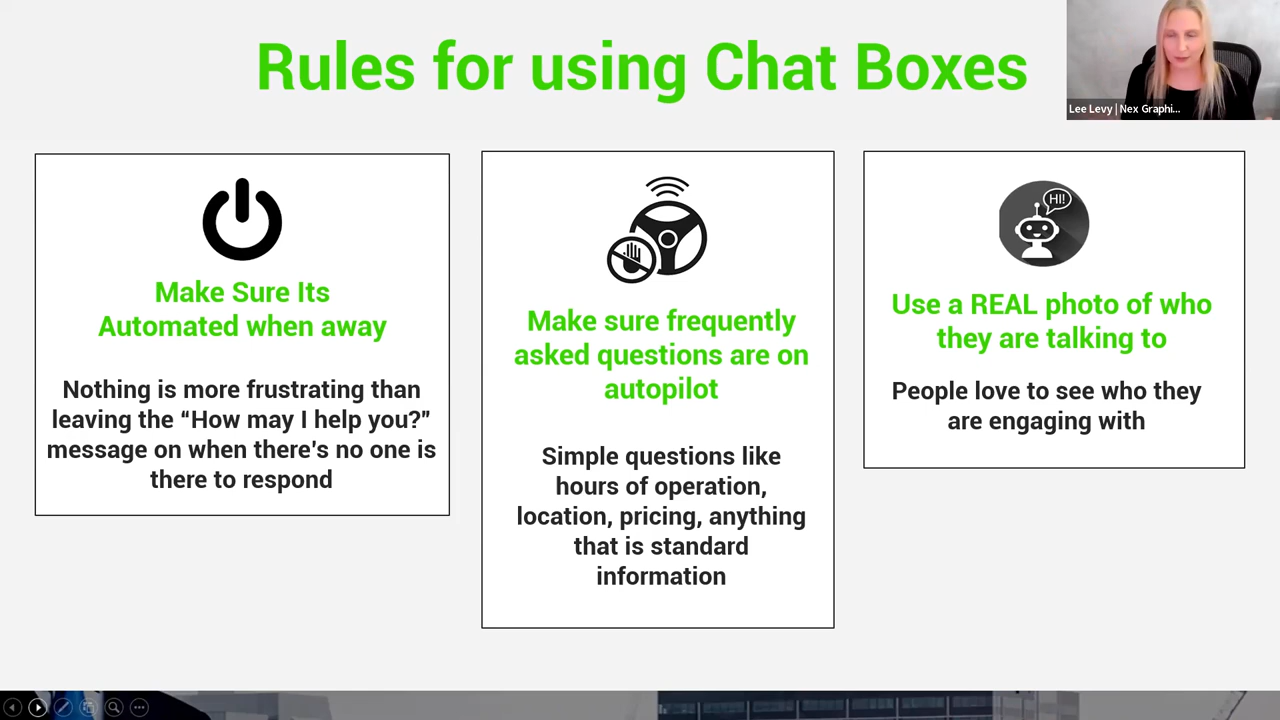 Rules for using Chat Boxes
Lee Levy | Nex Graphi...
Make Sure Its
Automated when away
Nothing is more frustrating than
leaving the “How may I help you?”
message on when there's no one is
there to respond
Make sure frequently
asked questions are on
autopilot
Simple questions like
hours of operation,
location, pricing, anything
that is standard
information
HI!
Use a REAL photo of who
they are talking to
People love to see who they
are engaging with